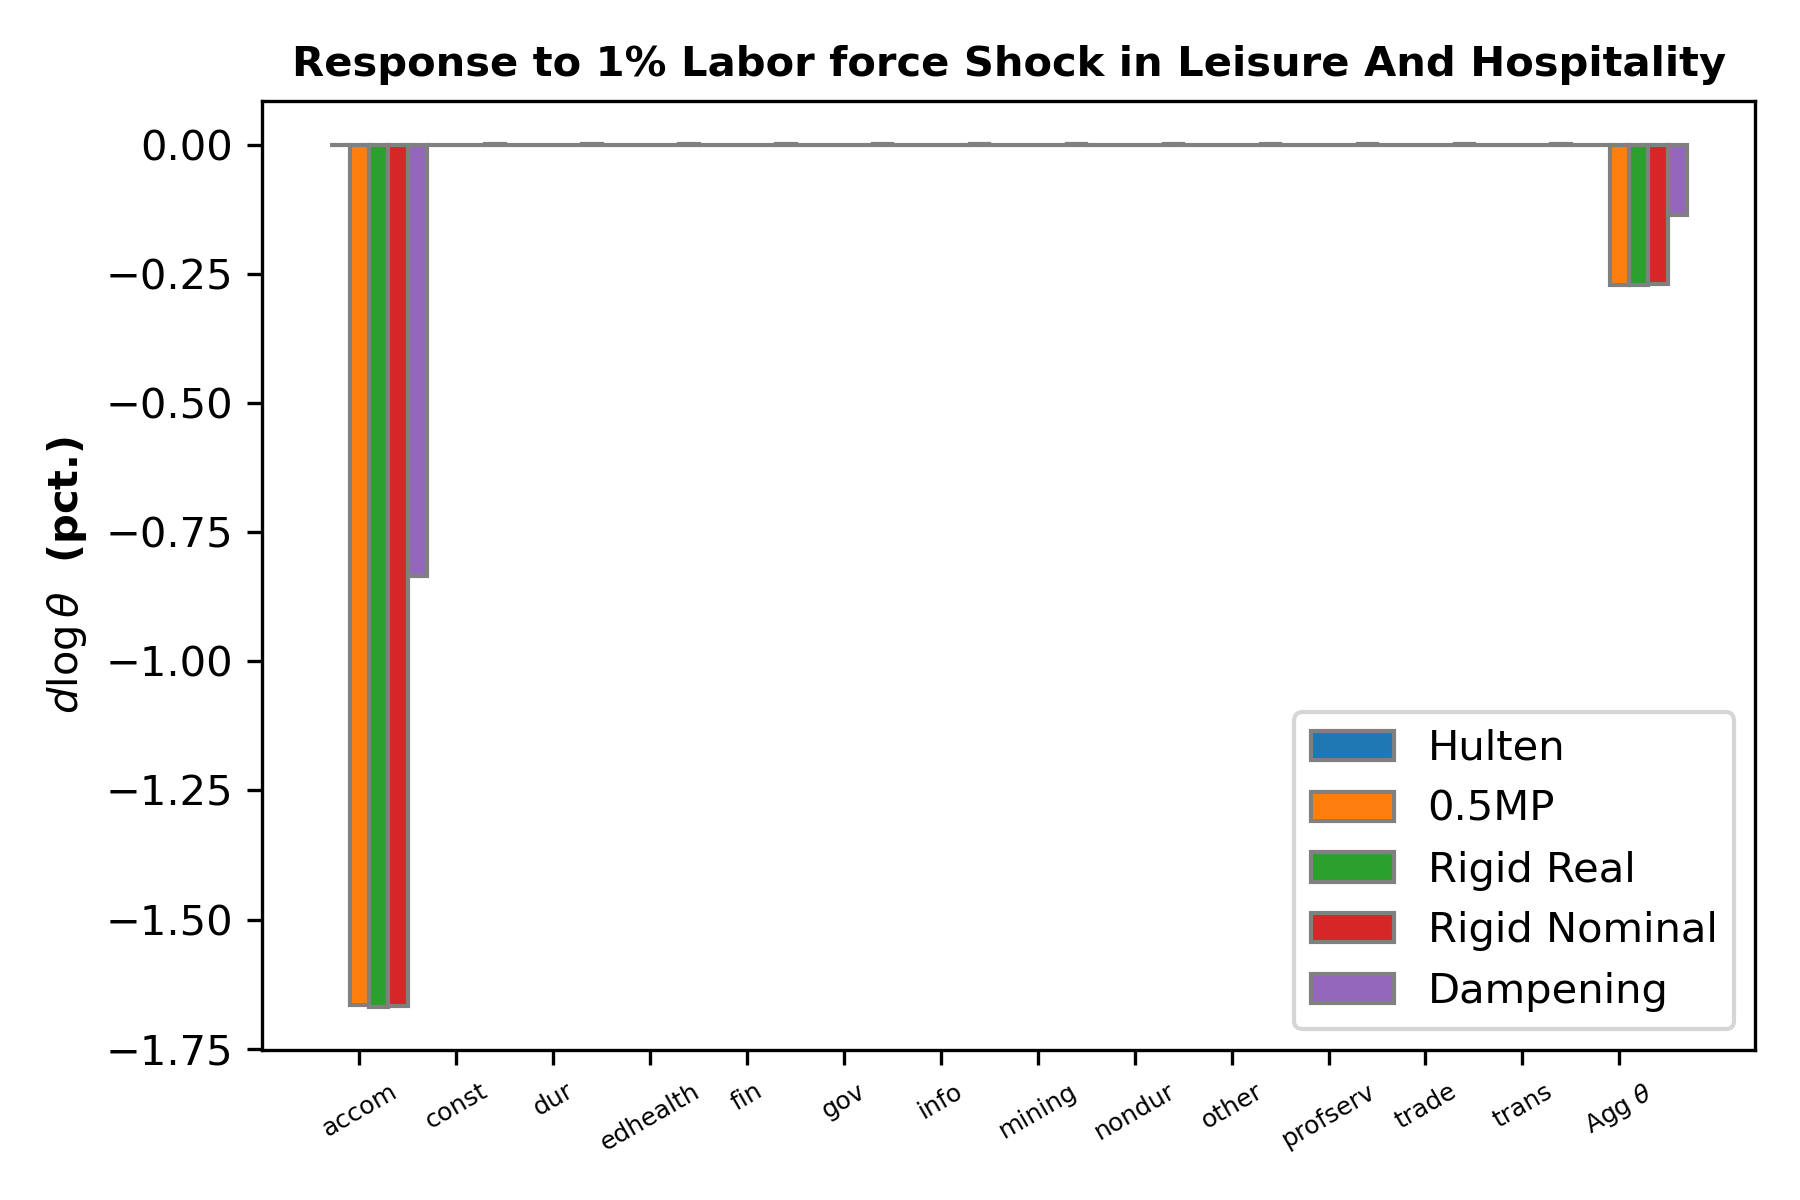 Response to 1% Labor force Shock in Leisure And Hospitality
dlog θ (pct.)
0.00
−0.25
−0.50
−0.75
−1.00
−1.25
−1.50
−1.75
accom
const
dur
edhealth
fin
gov
info
mining
nondur
other
profserv
trade
trans
Agg θ
Hulten
0.5MP
Rigid Real
Rigid Nominal
Dampening